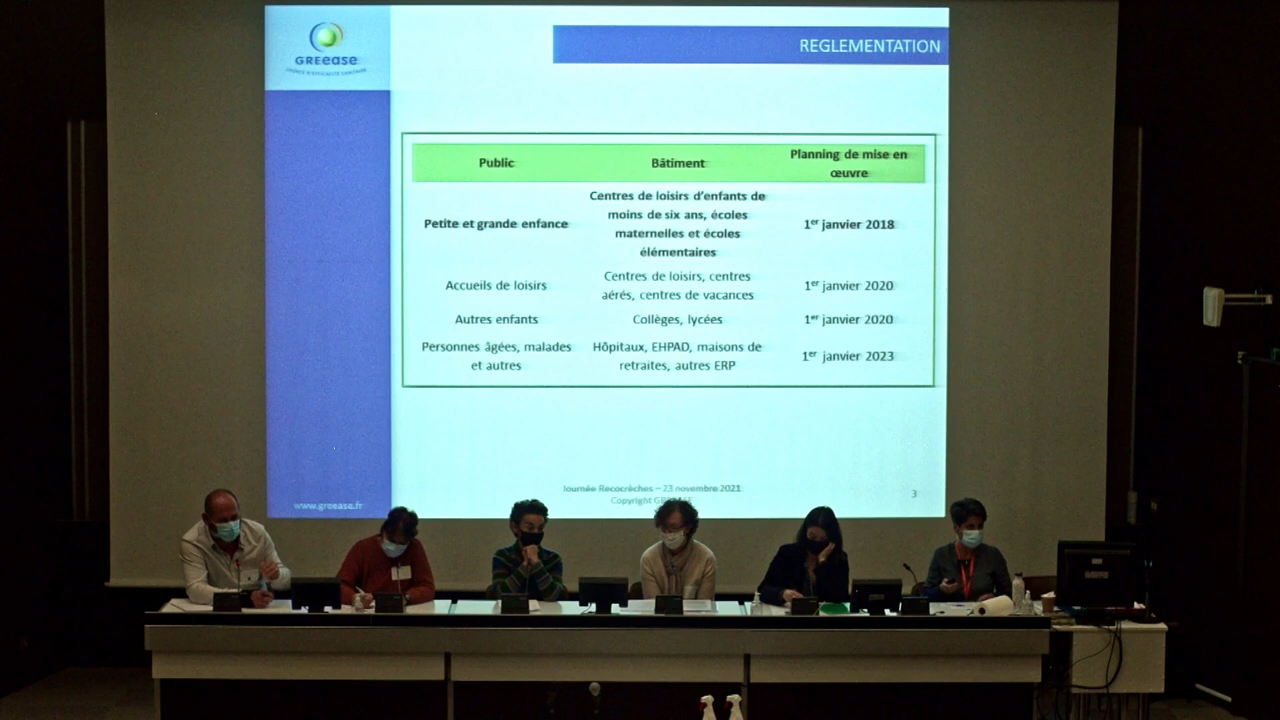 GREease
REGLEMENTATION
Public
Bâtiment
Planning de mise en
œuvre
Petite et grande enfance
Centres de loisirs d'enfants de
moins de six ans, écoles
maternelles et écoles
élémentaires
1er janvier 2018
Accueils de loisirs
Centres de loisirs, centres
aérés, centres de vacances
1er janvier 2020
Autres enfants
Collèges, lycées
1er janvier 2020
Personnes âgées, malades
et autres
Hôpitaux, EHPAD, maisons de
retraites, autres ERP
1er janvier 2023
Journée Recocrèches – 23 novembre 2021
Copyright GREEASE
3
www.greease.fr